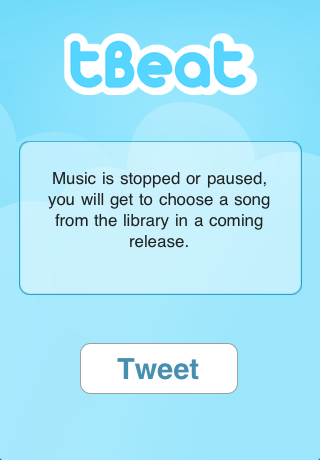 tBeat
Music is stopped or paused,
you will get to choose a song
from the library in a coming
release.
Tweet